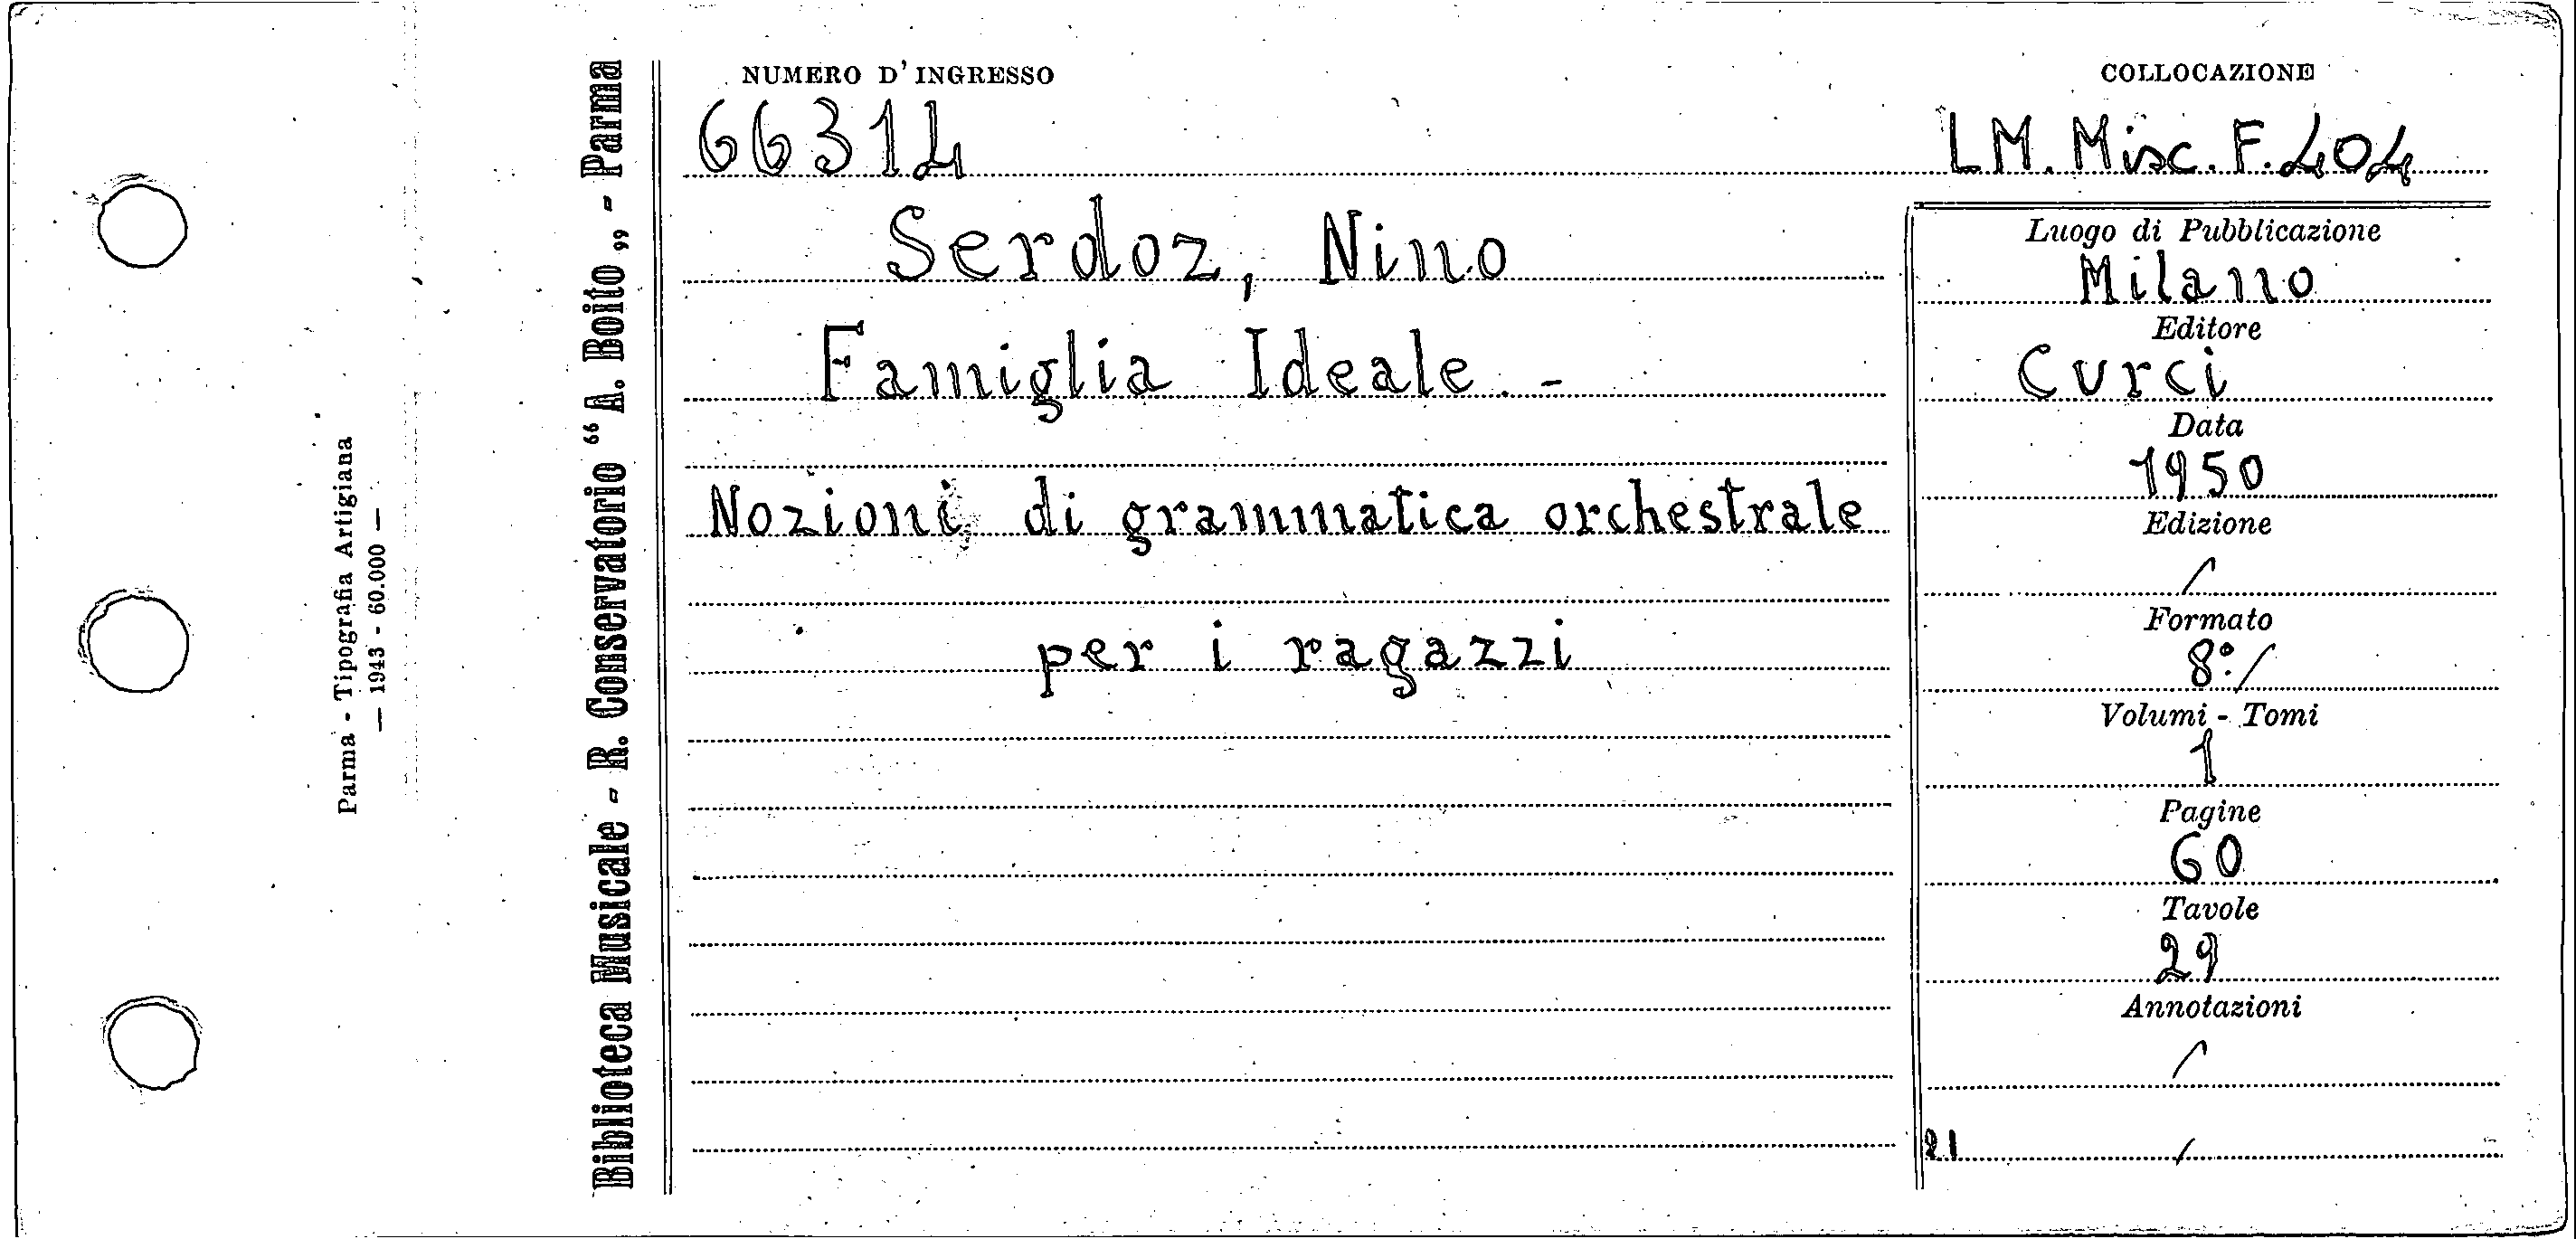 NUMERO D' INGRESSO
66314
COLLOCAZIONE
LM. Misc. F. 404
Serdoz, Nino
Famiglia Ideale. -
Nozioni di grammatica orchestrale
per i ragazzi
Luogo di Pubblicazione
Milano
Editore
Curci
Data
1950
Edizione
/
Formato
8º /
Volumi - Tomi
1
Pagine
60
Tavole
29
Annotazioni
/
21 /
Biblioteca Musicale - R. Conservatorio “ A. Boito „ - Parma
Parma - Tipografia Artigiana
— 1943 - 60.000 —